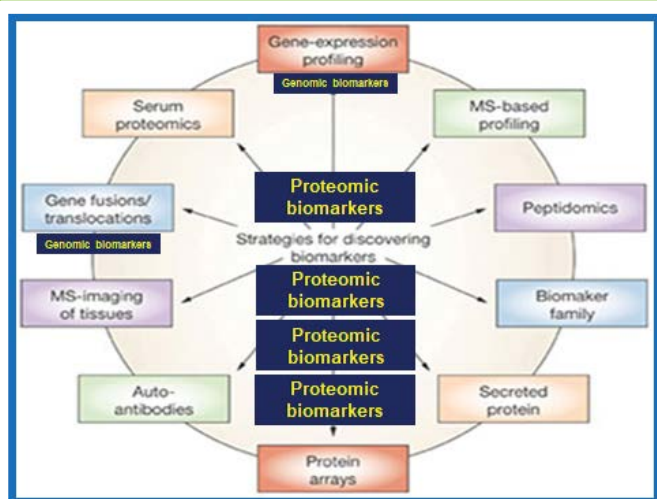 Gene-expression
profiling
Genomic biomarkers
Serum
proteomics
MS-based
profiling
Proteomic
biomarkers
Gene fusions/
translocations
Genomic biomarkers
Peptidomics
Strategies for discovering
biomarkers
Proteomic
biomarkers
MS-imaging
of tissues
Biomaker
family
Proteomic
biomarkers
Auto-
antibodies
Proteomic
biomarkers
Secreted
protein
Protein
arrays